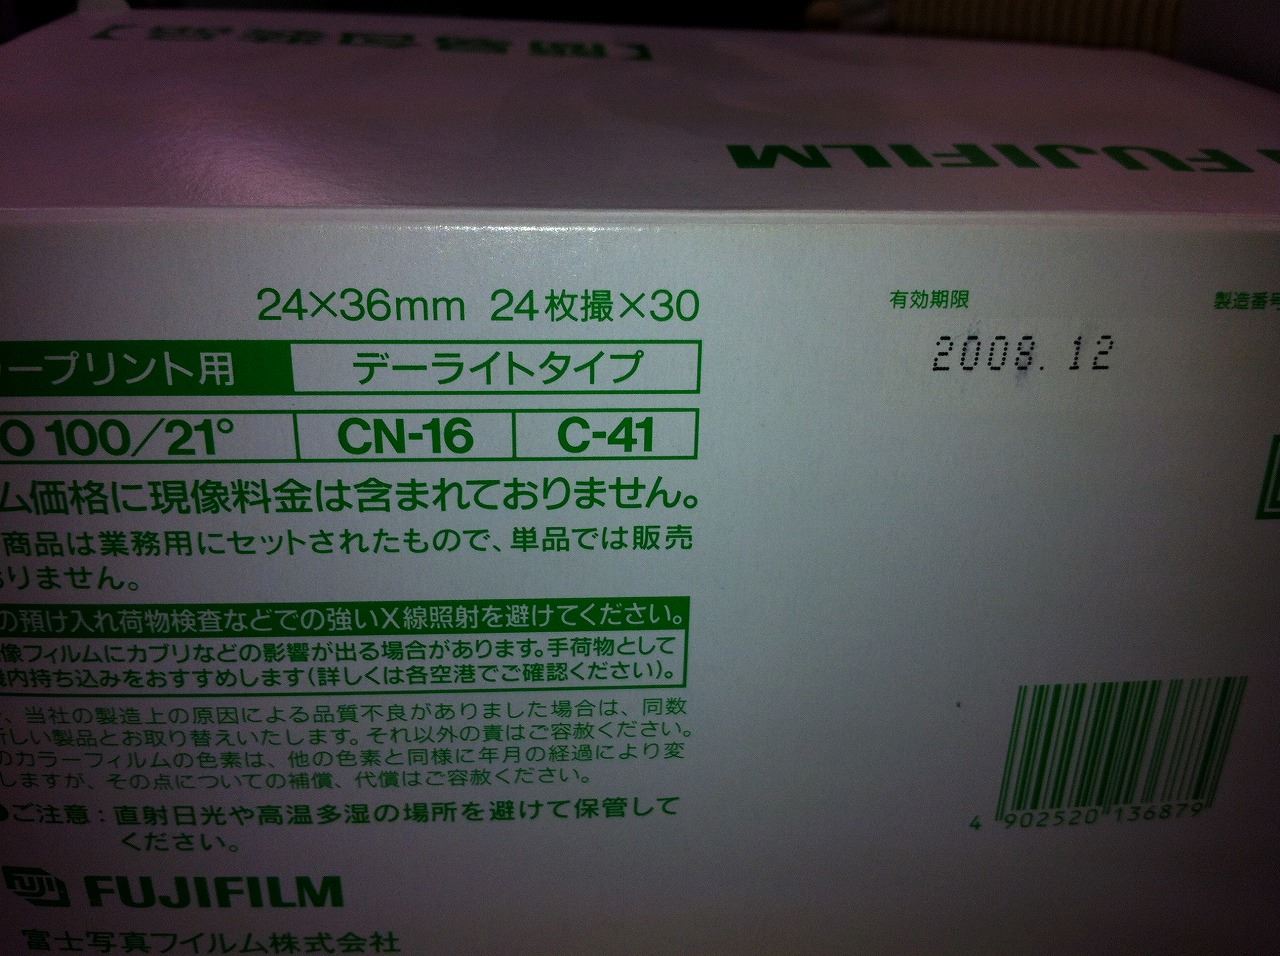 【簡易包装品】
FUJIFILM
24×36mm 24枚撮×30
有効期限
製造番号
2008.12
ープリント用 デーライトタイプ
O 100/21° CN-16 C-41
ム価格に現像料金は含まれておりません。
商品は業務用にセットされたもので、単品では販売
おりません。
の預け入れ荷物検査などでの強いX線照射を避けてください。
像フィルムにカブリなどの影響が出る場合があります。手荷物として
機内持ち込みをおすすめします(詳しくは各空港でご確認ください)。
、当社の製造上の原因による品質不良がありました場合は、同数
新しい製品とお取り替えいたします。それ以外の責はご容赦ください。
のカラーフィルムの色素は、他の色素と同様に年月の経過により変
しますが、その点についての補償、代償はご容赦ください。
●ご注意：直射日光や高温多湿の場所を避けて保管して
ください。
4 902520 136879
FUJI FUJIFILM
富士写真フイルム株式会社